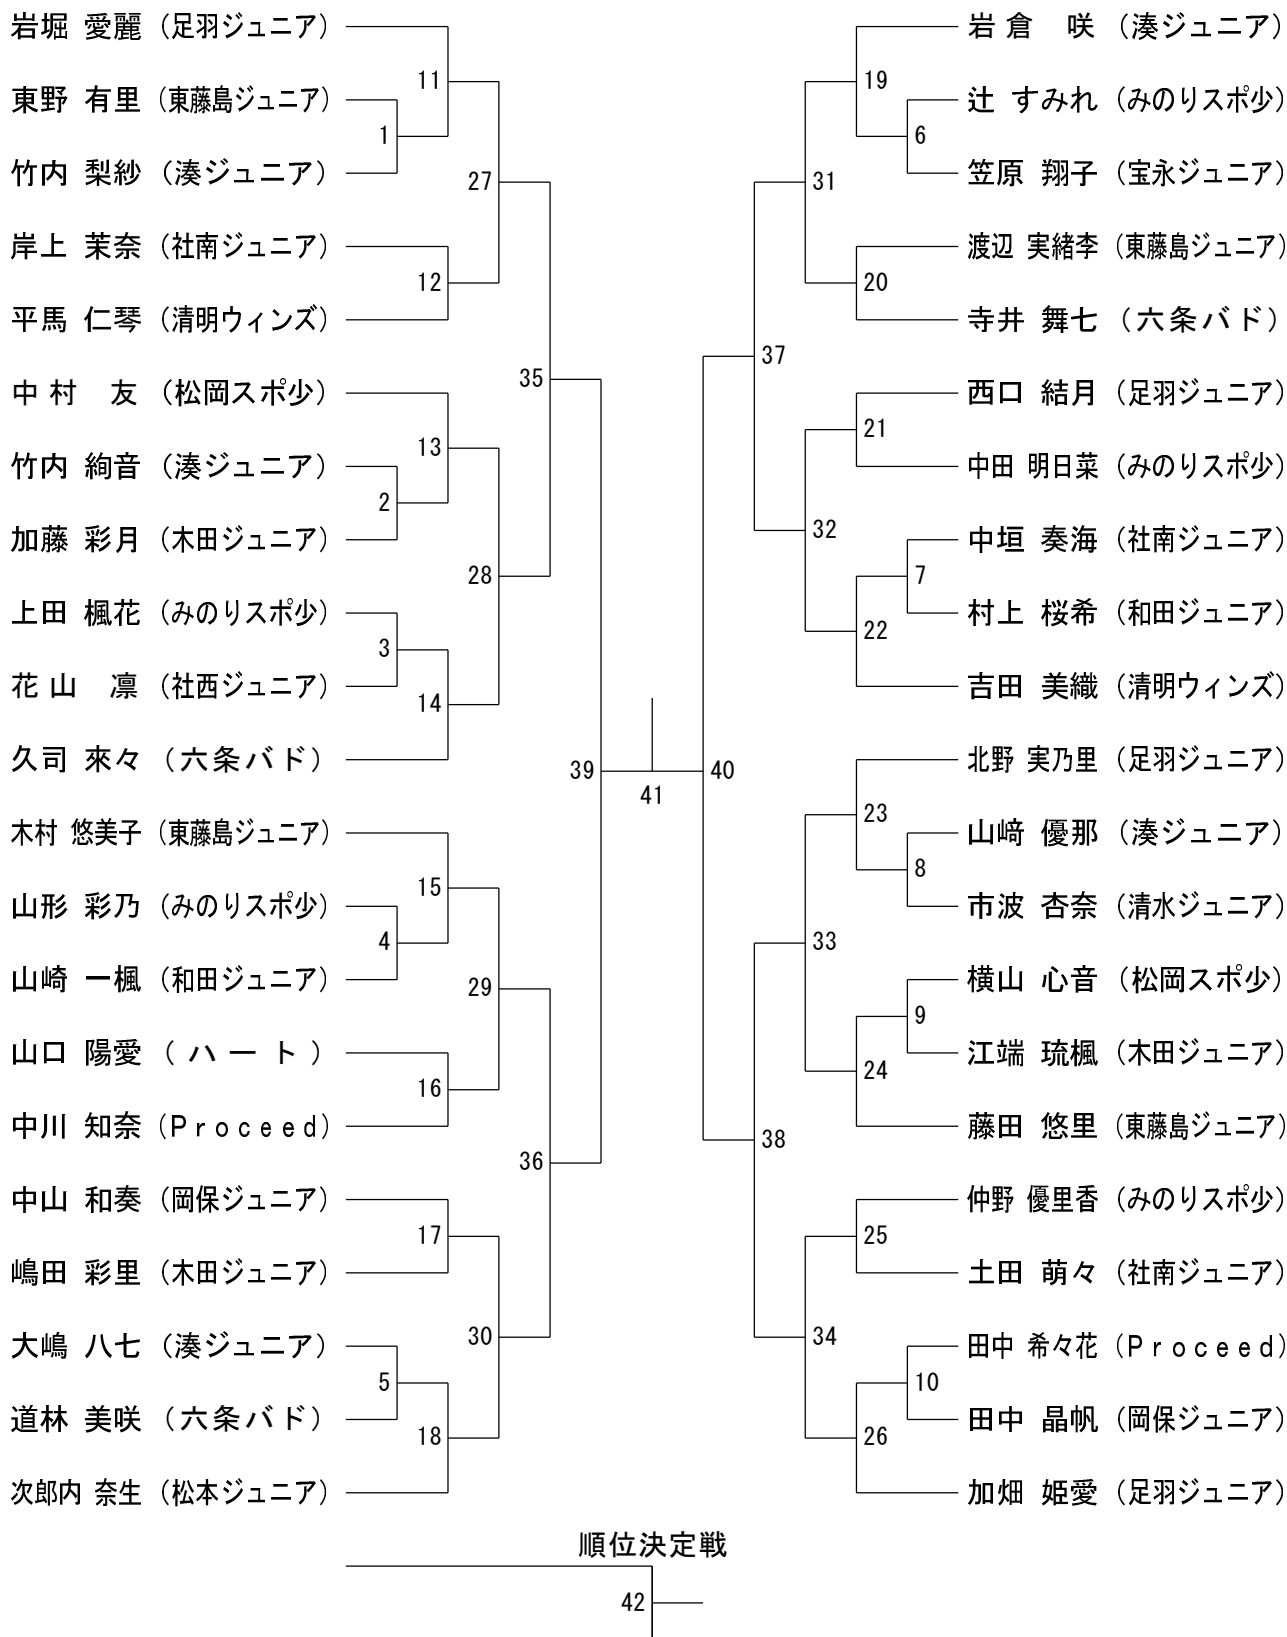 岩堀 愛麗 (足羽ジュニア)
東野 有里 (東藤島ジュニア)
竹内 梨紗 (湊ジュニア)
岸上 茉奈 (社南ジュニア)
平馬 仁琴 (清明ウィンズ)
中村 友 (松岡スポ少)
竹内 絢音 (湊ジュニア)
加藤 彩月 (木田ジュニア)
上田 楓花 (みのりスポ少)
花山 凛 (社西ジュニア)
久司 來々 (六条バド)
木村 悠美子 (東藤島ジュニア)
山形 彩乃 (みのりスポ少)
山崎 一楓 (和田ジュニア)
山口 陽愛 (ハート)
中川 知奈 (Proceed)
中山 和奏 (岡保ジュニア)
嶋田 彩里 (木田ジュニア)
大嶋 八七 (湊ジュニア)
道林 美咲 (六条バド)
次郎内 奈生 (松本ジュニア)
1
2
3
4
5
11
12
13
14
15
16
17
18
27
28
29
30
35
36
39
41
40
37
38
31
32
33
34
19
20
21
22
23
24
25
26
6
7
8
9
10
岩倉 咲 (湊ジュニア)
辻 すみれ (みのりスポ少)
笠原 翔子 (宝永ジュニア)
渡辺 実緒李 (東藤島ジュニア)
寺井 舞七 (六条バド)
西口 結月 (足羽ジュニア)
中田 明日菜 (みのりスポ少)
中垣 奏海 (社南ジュニア)
村上 桜希 (和田ジュニア)
吉田 美織 (清明ウィンズ)
北野 実乃里 (足羽ジュニア)
山﨑 優那 (湊ジュニア)
市波 杏奈 (清水ジュニア)
横山 心音 (松岡スポ少)
江端 琉楓 (木田ジュニア)
藤田 悠里 (東藤島ジュニア)
仲野 優里香 (みのりスポ少)
土田 萌々 (社南ジュニア)
田中 希々花 (Proceed)
田中 晶帆 (岡保ジュニア)
加畑 姫愛 (足羽ジュニア)
順位決定戦
42